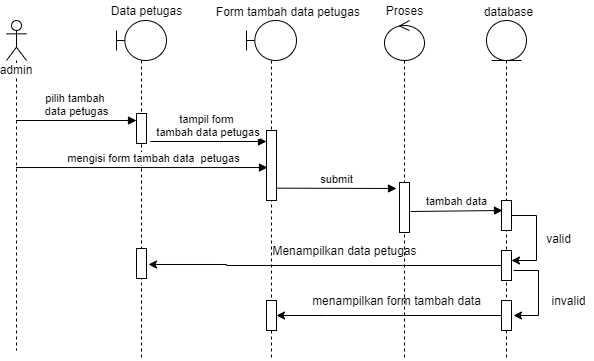 Data petugas
Form tambah data petugas
Proses
database
admin
pilih tambah
data petugas
tampil form
tambah data petugas
mengisi form tambah data petugas
submit
tambah data
valid
Menampilkan data petugas
invalid
menampilkan form tambah data